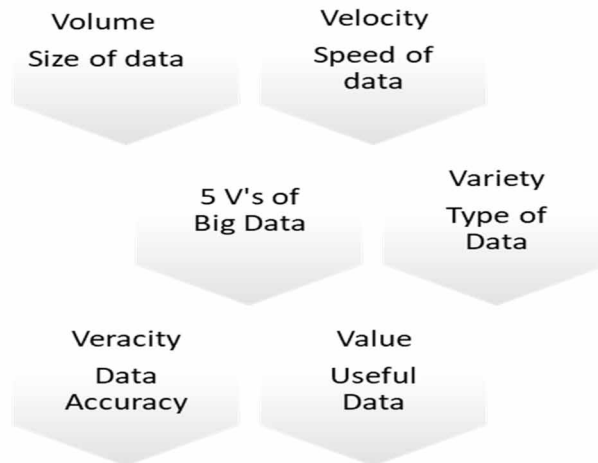 Volume
Size of data
Velocity
Speed of
data
5 V's of
Big Data
Variety
Type of
Data
Veracity
Data
Accuracy
Value
Useful
Data